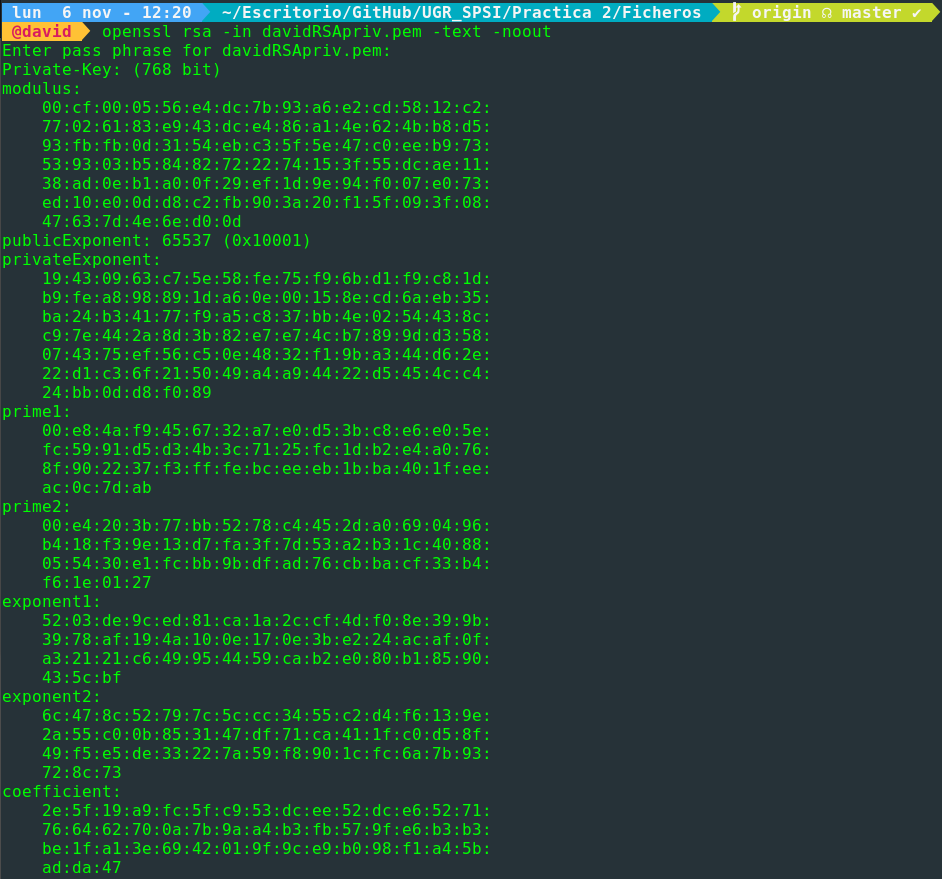 lun  6 nov - 12:20  ~/Escritorio/GitHub/UGR_SPSI/Practica 2/Ficheros  origin  master ✔
@david  openssl rsa -in davidRSApriv.pem -text -noout
Enter pass phrase for davidRSApriv.pem:
Private-Key: (768 bit)
modulus:
    00:cf:00:05:56:e4:dc:7b:93:a6:e2:cd:58:12:c2:
    77:02:61:83:e9:43:dc:e4:86:a1:4e:62:4b:b8:d5:
    93:fb:fb:0d:31:54:eb:c3:5f:5e:47:c0:ee:b9:73:
    53:93:03:b5:84:82:72:22:74:15:3f:55:dc:ae:11:
    38:ad:0e:b1:a0:0f:29:ef:1d:9e:94:f0:07:e0:73:
    ed:10:e0:0d:d8:c2:fb:90:3a:20:f1:5f:09:3f:08:
    47:63:7d:4e:6e:d0:0d
publicExponent: 65537 (0x10001)
privateExponent:
    19:43:09:63:c7:5e:58:fe:75:f9:6b:d1:f9:c8:1d:
    b9:fe:a8:98:89:1d:a6:0e:00:15:8e:cd:6a:eb:35:
    ba:24:b3:41:77:f9:a5:c8:37:bb:4e:02:54:43:8c:
    c9:7e:44:2a:8d:3b:82:e7:e7:4c:b7:89:9d:d3:58:
    07:43:75:ef:56:c5:0e:48:32:f1:9b:a3:44:d6:2e:
    22:d1:c3:6f:21:50:49:a4:a9:44:22:d5:45:4c:c4:
    24:bb:0d:d8:f0:89
prime1:
    00:e8:4a:f9:45:67:32:a7:e0:d5:3b:c8:e6:e0:5e:
    fc:59:91:d5:d3:4b:3c:71:25:fc:1d:b2:e4:a0:76:
    8f:90:22:37:f3:ff:fe:bc:ee:eb:1b:ba:40:1f:ee:
    ac:0c:7d:ab
prime2:
    00:e4:20:3b:77:bb:52:78:c4:45:2d:a0:69:04:96:
    b4:18:f3:9e:13:d7:fa:3f:7d:53:a2:b3:1c:40:88:
    05:54:30:e1:fc:bb:9b:df:ad:76:cb:ba:cf:33:b4:
    f6:1e:01:27
exponent1:
    52:03:de:9c:ed:81:ca:1a:2c:cf:4d:f0:8e:39:9b:
    39:78:af:19:4a:10:0e:17:0e:3b:e2:24:ac:af:0f:
    a3:21:21:c6:49:95:44:59:ca:b2:e0:80:b1:85:90:
    43:5c:bf
exponent2:
    6c:47:8c:52:79:7c:5c:cc:34:55:c2:d4:f6:13:9e:
    2a:55:c0:0b:85:31:47:df:71:ca:41:1f:c0:d5:8f:
    49:f5:e5:de:33:22:7a:59:f8:90:1c:fc:6a:7b:93:
    72:8c:73
coefficient:
    2e:5f:19:a9:fc:5f:c9:53:dc:ee:52:dc:e6:52:71:
    76:64:62:70:0a:7b:9a:a4:b3:fb:57:9f:e6:b3:b3:
    be:1f:a1:3e:69:42:01:9f:9c:e9:b0:98:f1:a4:5b:
    ad:da:47